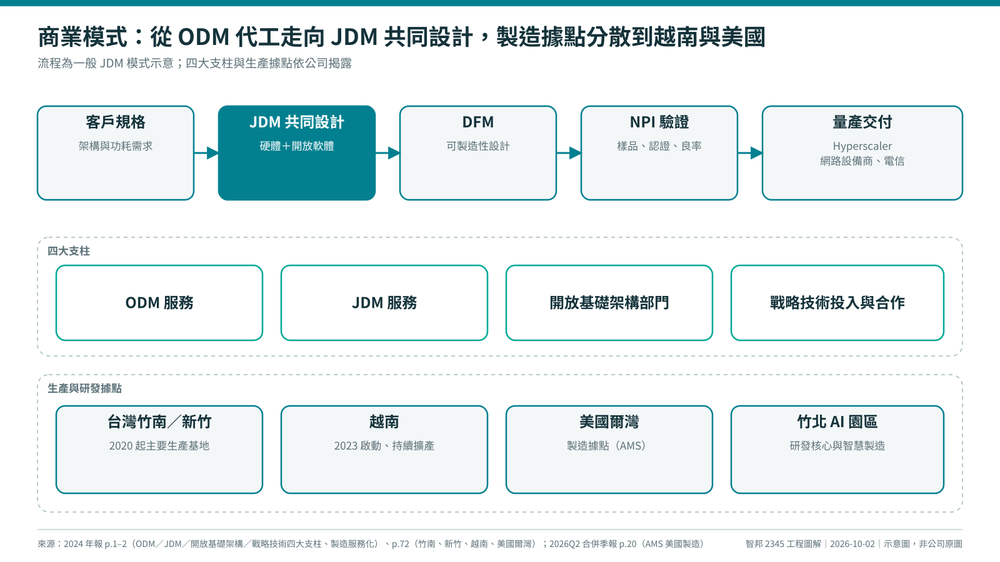 商業模式：從 ODM 代工走向 JDM 共同設計，製造據點分散到越南與美國
流程為一般 JDM 模式示意；四大支柱與生產據點依公司揭露
客戶規格
架構與功耗需求
JDM 共同設計
硬體＋開放軟體
DFM
可製造性設計
NPI 驗證
樣品、認證、良率
量產交付
Hyperscaler
網路設備商、電信
四大支柱
ODM 服務
JDM 服務
開放基礎架構部門
戰略技術投入與合作
生產與研發據點
台灣竹南／新竹
2020 起主要生產基地
越南
2023 啟動、持續擴產
美國爾灣
製造據點（AMS）
竹北 AI 園區
研發核心與智慧製造
來源：2024 年報 p.1–2（ODM／JDM／開放基礎架構／戰略技術四大支柱、製造服務化）、p.72（竹南、新竹、越南、美國爾灣）；2026Q2 合併季報 p.20（AMS 美國製造）
智邦 2345 工程圖解｜2026-10-02｜示意圖，非公司原圖